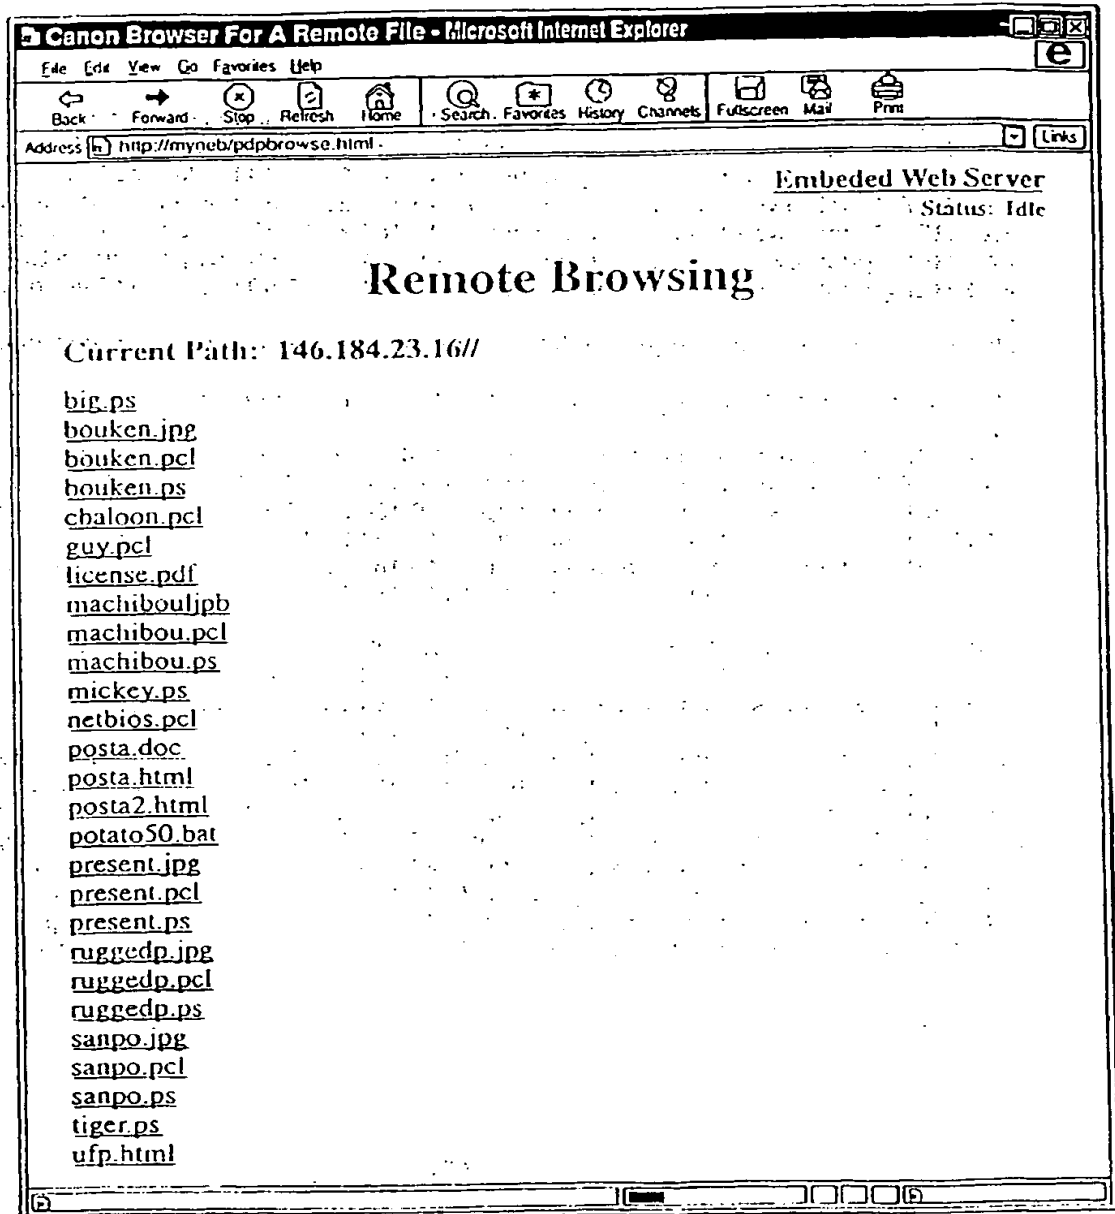 Canon Browser For A Remote File - Microsoft Internet Explorer
File Edit View Go Favorites Help
Back Forward Stop Refresh Home Search Favorites History Channels Fullscreen Mail Print
Address http://myneb/pdpbrowse.html Links
Embeded Web Server
Status: Idle
Remote Browsing
Current Path: 146.184.23.16//
big.ps
bouken.jpg
bouken.pcl
bouken.ps
cbaloon.pcl
guy.pcl
license.pdf
machibouljpb
machibou.pcl
machibou.ps
mickey.ps
netbios.pcl
posta.doc
posta.html
posta2.html
potato50.bat
present.jpg
present.pcl
present.ps
ruggedp.jpg
ruggedp.pcl
ruggedp.ps
sanpo.jpg
sanpo.pcl
sanpo.ps
tiger.ps
ufp.html